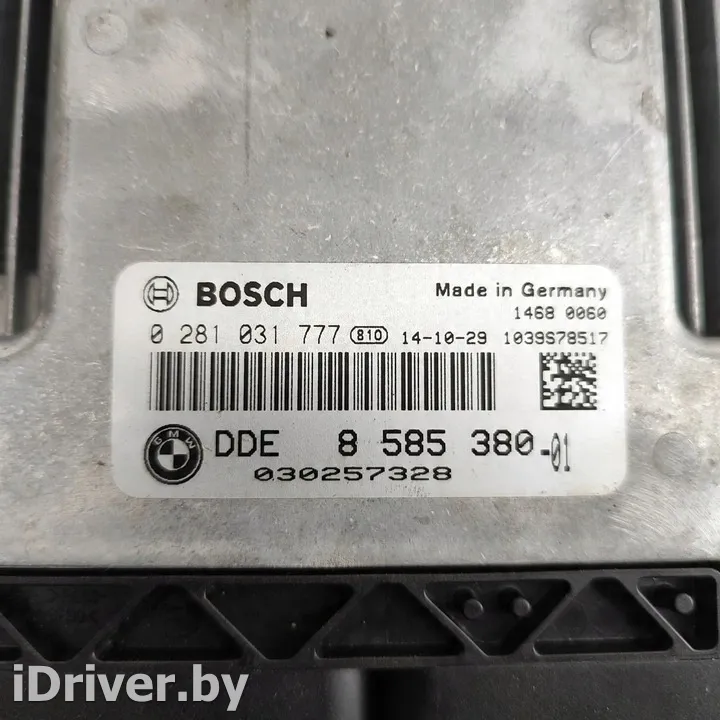 BOSCH Made in Germany
1468 0060
0 281 031 777 810 14-10-29 1039S78517
BMW DDE 8 585 380-01
030257328
iDriver.by